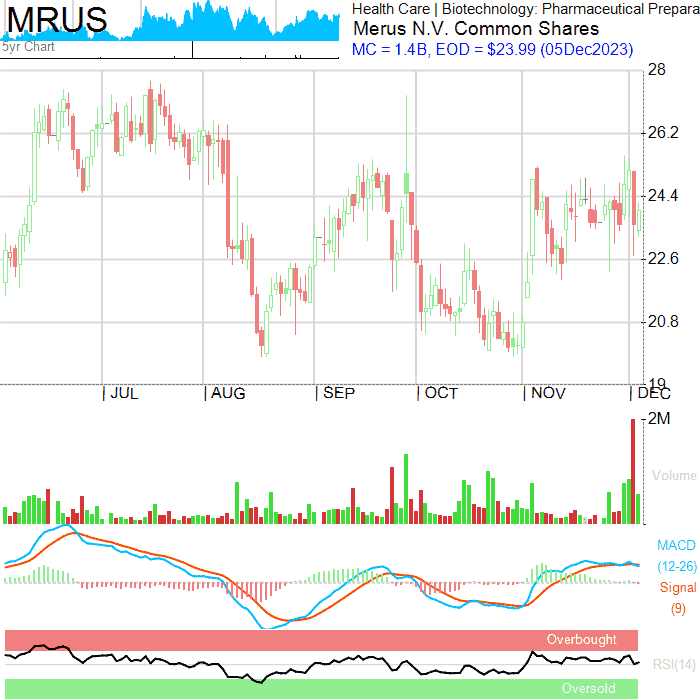 MRUS
5yr Chart
Health Care | Biotechnology: Pharmaceutical Prepara
Merus N.V. Common Shares
MC = 1.4B, EOD = $23.99 (05Dec2023)
28
26.2
24.4
22.6
20.8
19
| JUL | AUG | SEP | OCT | NOV | DEC
2M
Volume
MACD
(12-26)
Signal
(9)
Overbought
RSI(14)
Oversold